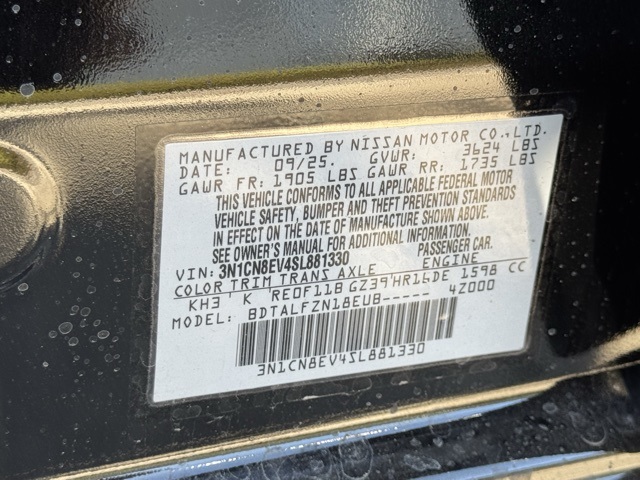 MANUFACTURED BY NISSAN MOTOR CO.,LTD.
DATE: 09/25. GVWR: 3624 LBS
GAWR FR: 1905 LBS GAWR RR: 1735 LBS
THIS VEHICLE CONFORMS TO ALL APPLICABLE FEDERAL MOTOR
VEHICLE SAFETY, BUMPER AND THEFT PREVENTION STANDARDS
IN EFFECT ON THE DATE OF MANUFACTURE SHOWN ABOVE.
SEE OWNER'S MANUAL FOR ADDITIONAL INFORMATION.
VIN: 3N1CN8EV4SL881330 PASSENGER CAR.
COLOR TRIM TRANS AXLE ENGINE
KH3 K RE0F11B GZ39 HR16DE 1598 CC
MODEL: BDTALFZN18EUB----- 4Z000
3N1CN8EV4SL881330